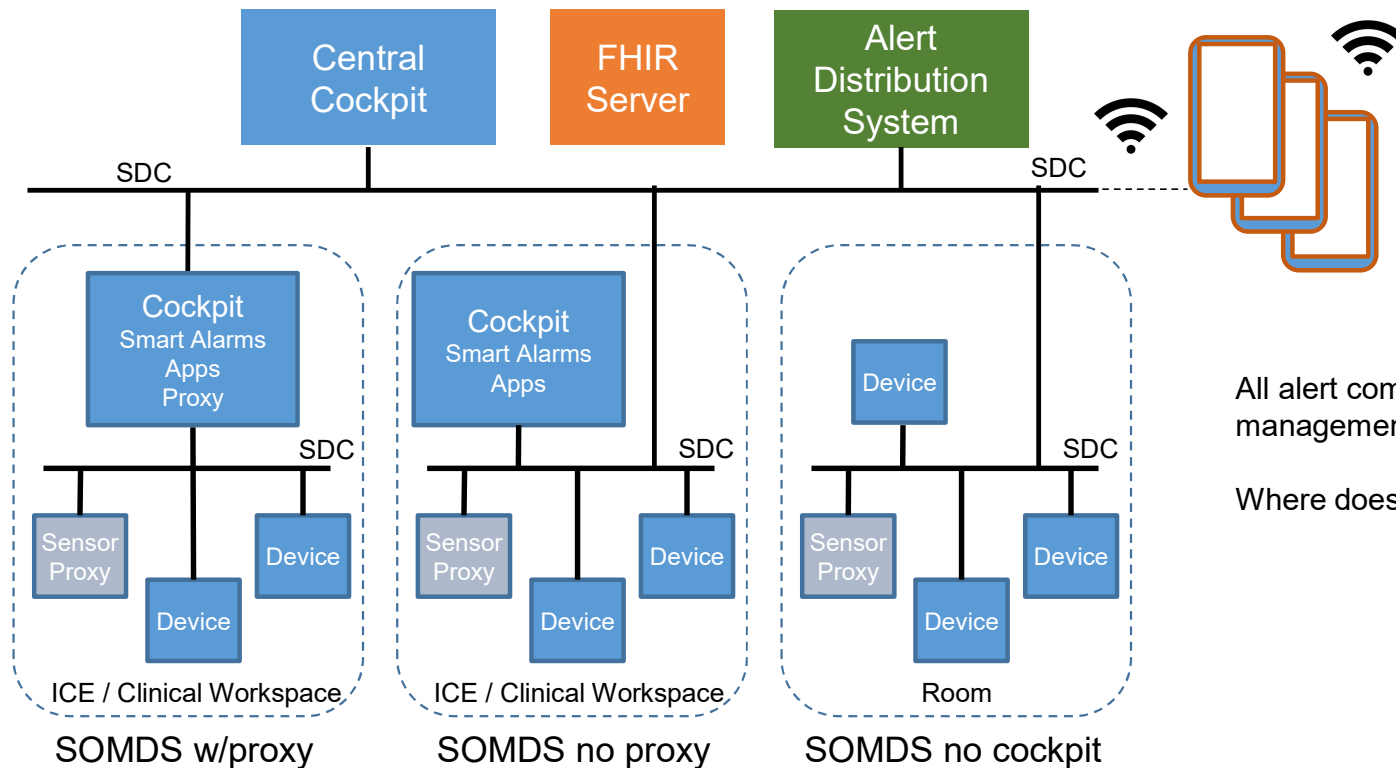 Central
Cockpit
FHIR
Server
Alert
Distribution
System
SDC
SDC
Cockpit
Smart Alarms
Apps
Proxy
SDC
Sensor
Proxy
Device
Device
ICE / Clinical Workspace
SOMDS w/proxy
Cockpit
Smart Alarms
Apps
SDC
Sensor
Proxy
Device
Device
ICE / Clinical Workspace
SOMDS no proxy
Device
SDC
Sensor
Proxy
Device
Device
Room
SOMDS no cockpit
All alert
Where does